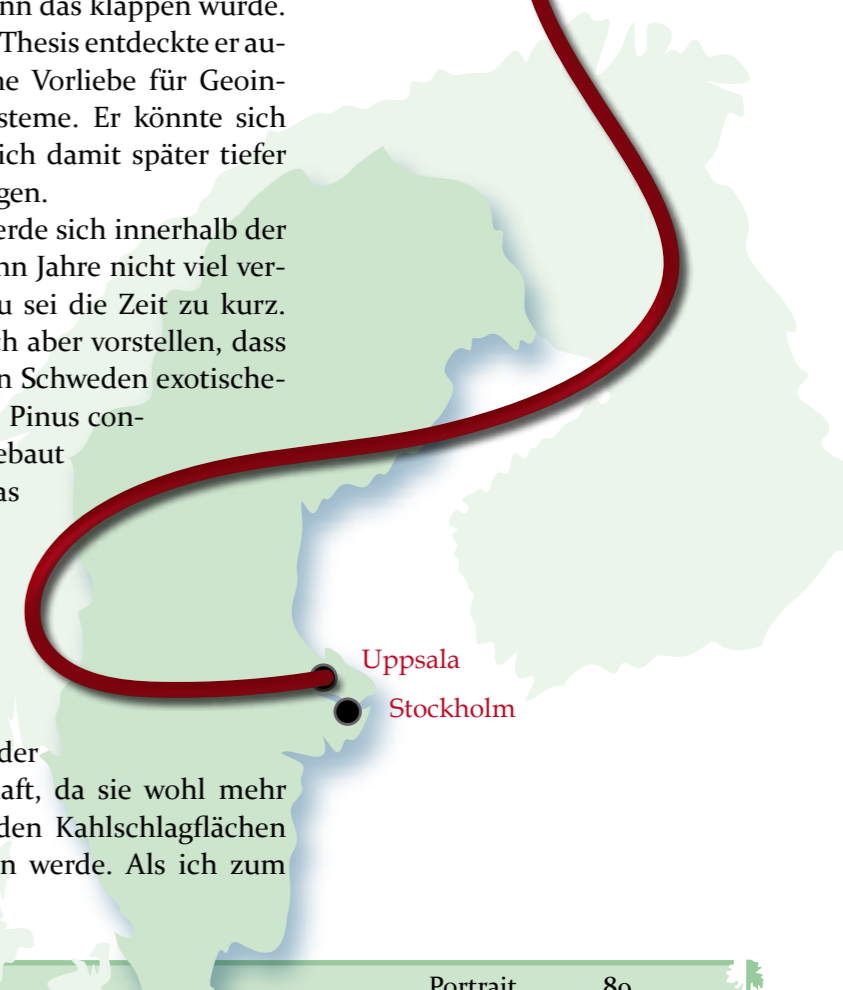 nn das klappen würde.
Thesis entdeckte er au-
ne Vorliebe für Geoin-
steme. Er könnte sich
ich damit später tiefer
gen.
erde sich innerhalb der
nn Jahre nicht viel ver-
u sei die Zeit zu kurz.
ch aber vorstellen, dass
n Schweden exotische-
Pinus con-
ebaut
as
Uppsala
Stockholm
der
aft, da sie wohl mehr
den Kahlschlagflächen
n werde. Als ich zum
Portrait 89